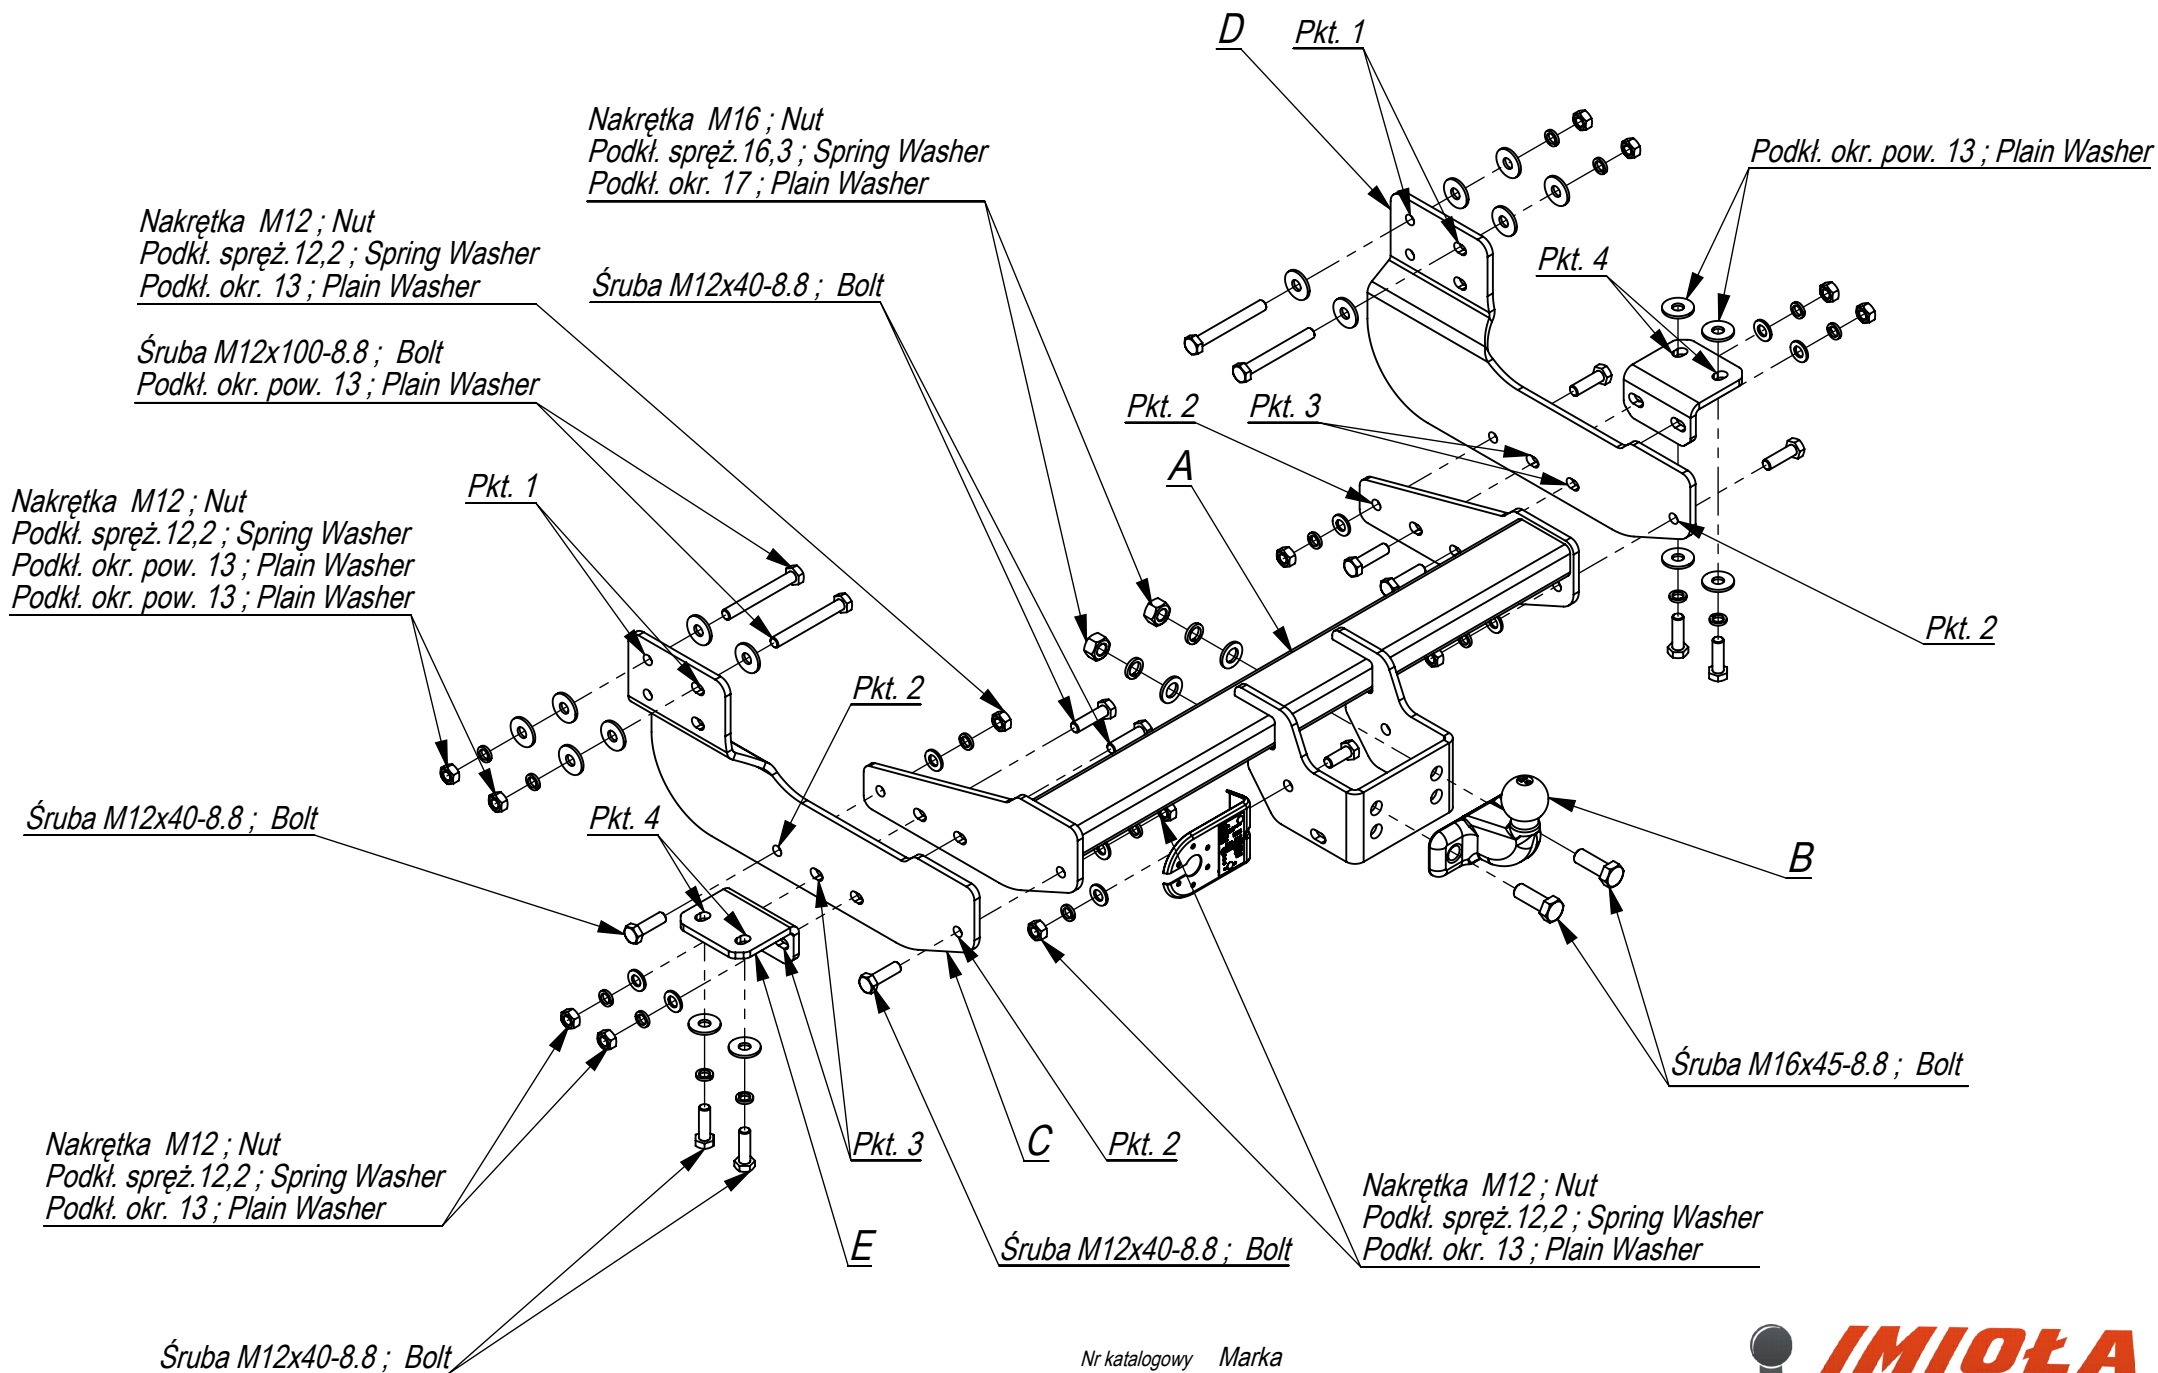 D
Pkt. 1
Nakrętka  M16 ; Nut
Podkł. spręż.16,3 ; Spring Washer
Podkł. okr. 17 ; Plain Washer
Podkł. okr. pow. 13 ; Plain Washer
Nakrętka  M12 ; Nut
Podkł. spręż.12,2 ; Spring Washer
Podkł. okr. 13 ; Plain Washer
Śruba M12x40-8.8 ;  Bolt
Pkt. 4
Śruba M12x100-8.8 ;  Bolt
Podkł. okr. pow. 13 ; Plain Washer
Pkt. 2
Pkt. 3
A
Pkt. 1
Nakrętka  M12 ; Nut
Podkł. spręż.12,2 ; Spring Washer
Podkł. okr. pow. 13 ; Plain Washer
Podkł. okr. pow. 13 ; Plain Washer
Pkt. 2
Pkt. 2
Śruba M12x40-8.8 ;  Bolt
Pkt. 4
B
Śruba M16x45-8.8 ;  Bolt
Nakrętka  M12 ; Nut
Podkł. spręż.12,2 ; Spring Washer
Podkł. okr. 13 ; Plain Washer
Pkt. 3
C
Pkt. 2
Nakrętka  M12 ; Nut
Podkł. spręż.12,2 ; Spring Washer
Podkł. okr. 13 ; Plain Washer
E
Śruba M12x40-8.8 ;  Bolt
Śruba M12x40-8.8 ;  Bolt
Nr katalogowy
Marka
IMIOŁA